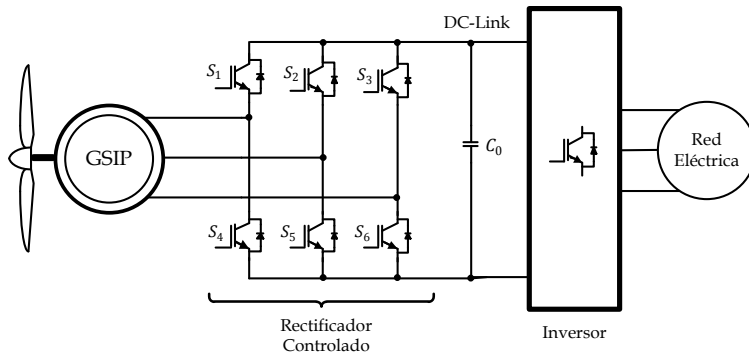 DC-Link
S1
S2
S3
GSIP
C0
Red
Eléctrica
S4
S5
S6
Rectificador
Controlado
Inversor